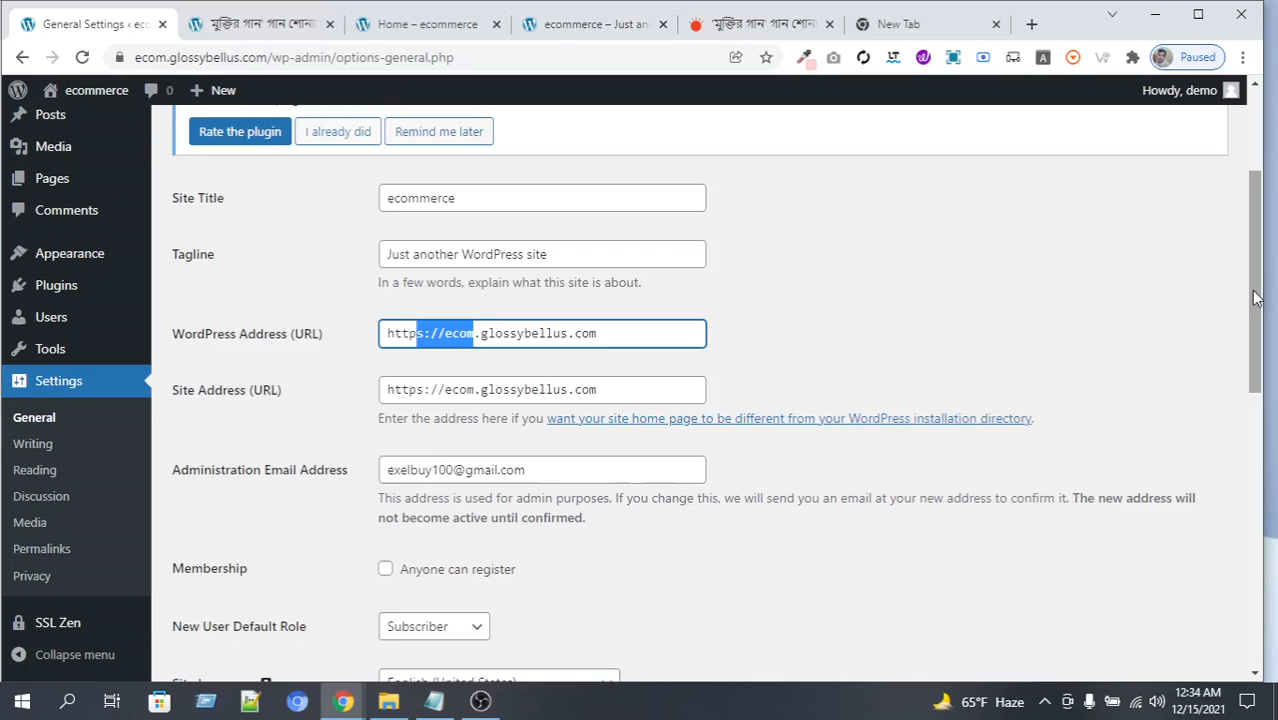 General Settings ‹ eco
'মুক্তির গান' গান শোনা
Home – ecommerce
ecommerce – Just an
'মুক্তির গান' গান শোনা
New Tab
ecom.glossybellus.com/wp-admin/options-general.php
Paused
ecommerce
0
New
Howdy, demo
Posts
Media
Pages
Comments
Appearance
Plugins
Users
Tools
Settings
General
Writing
Reading
Discussion
Media
Permalinks
Privacy
SSL Zen
Collapse menu
Rate the plugin
I already did
Remind me later
Site Title
ecommerce
Tagline
Just another WordPress site
In a few words, explain what this site is about.
WordPress Address (URL)
https://ecom.glossybellus.com
Site Address (URL)
https://ecom.glossybellus.com
Enter the address here if you want your site home page to be different from your WordPress installation directory.
Administration Email Address
exelbuy100@gmail.com
This address is used for admin purposes. If you change this, we will send you an email at your new address to confirm it. The new address will
not become active until confirmed.
Membership
Anyone can register
New User Default Role
Subscriber
English (United States)
65°F Haze
12:34 AM
12/15/2021